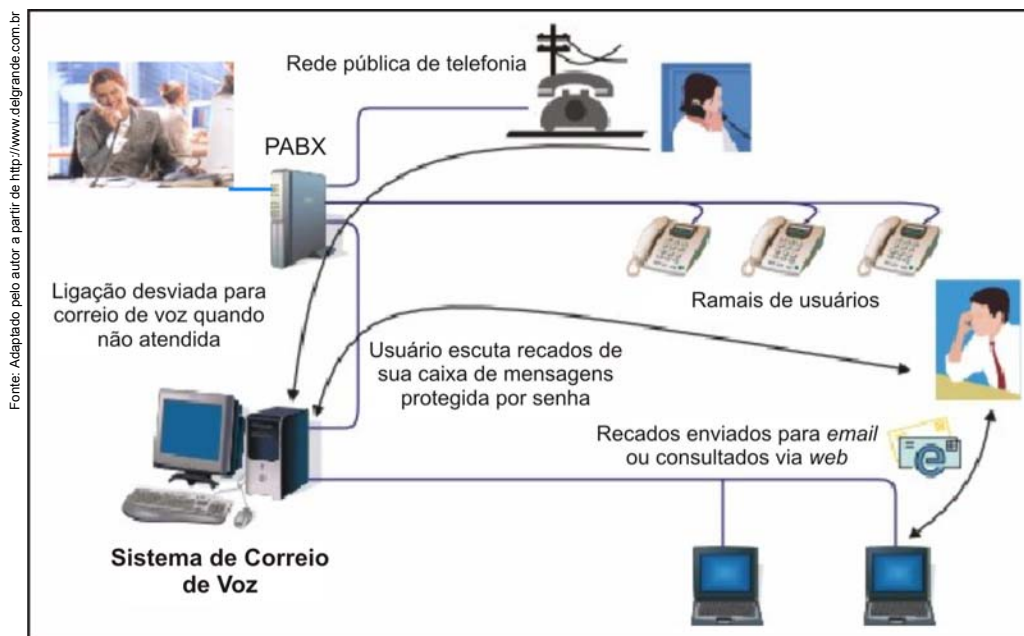 Fonte: Adaptado pelo autor a partir de http://www.delgrande.com.br
Rede pública de telefonia
PABX
Ligação desviada para
correio de voz quando
não atendida
Ramais de usuários
Usuário escuta recados de
sua caixa de mensagens
protegida por senha
Recados enviados para email
ou consultados via web
Sistema de Correio
de Voz